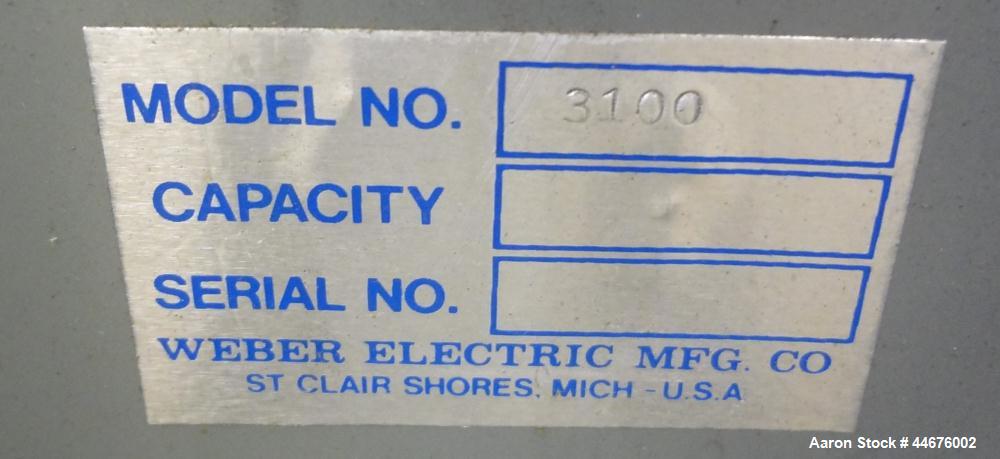 MODEL NO. 3100
CAPACITY
SERIAL NO.
WEBER ELECTRIC MFG. CO
ST CLAIR SHORES, MICH - U.S.A
Aaron Stock # 44676002